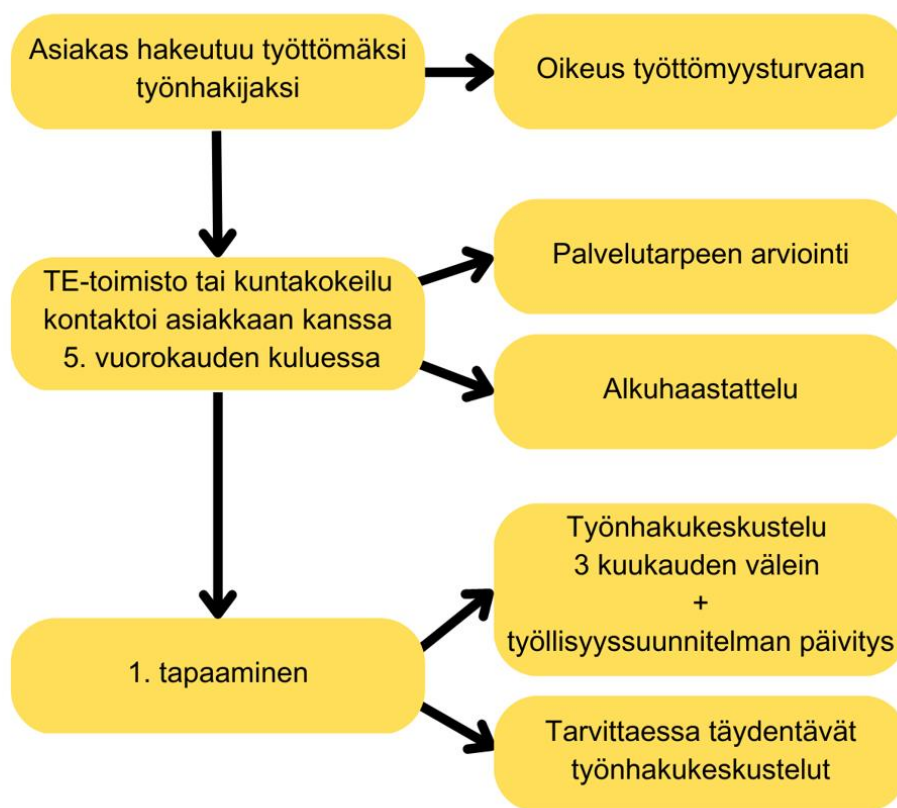 Asiakas hakeutuu työttömäksi
työnhakijaksi
Oikeus työttömyysturvaan
TE-toimisto tai kuntakokeilu
kontaktoi asiakkaan kanssa
5. vuorokauden kuluessa
Palvelutarpeen arviointi
Alkuhaastattelu
1. tapaaminen
Työnhakukeskustelu
3 kuukauden välein
+
työllisyyssuunnitelman päivitys
Tarvittaessa täydentävät
työnhakukeskustelut